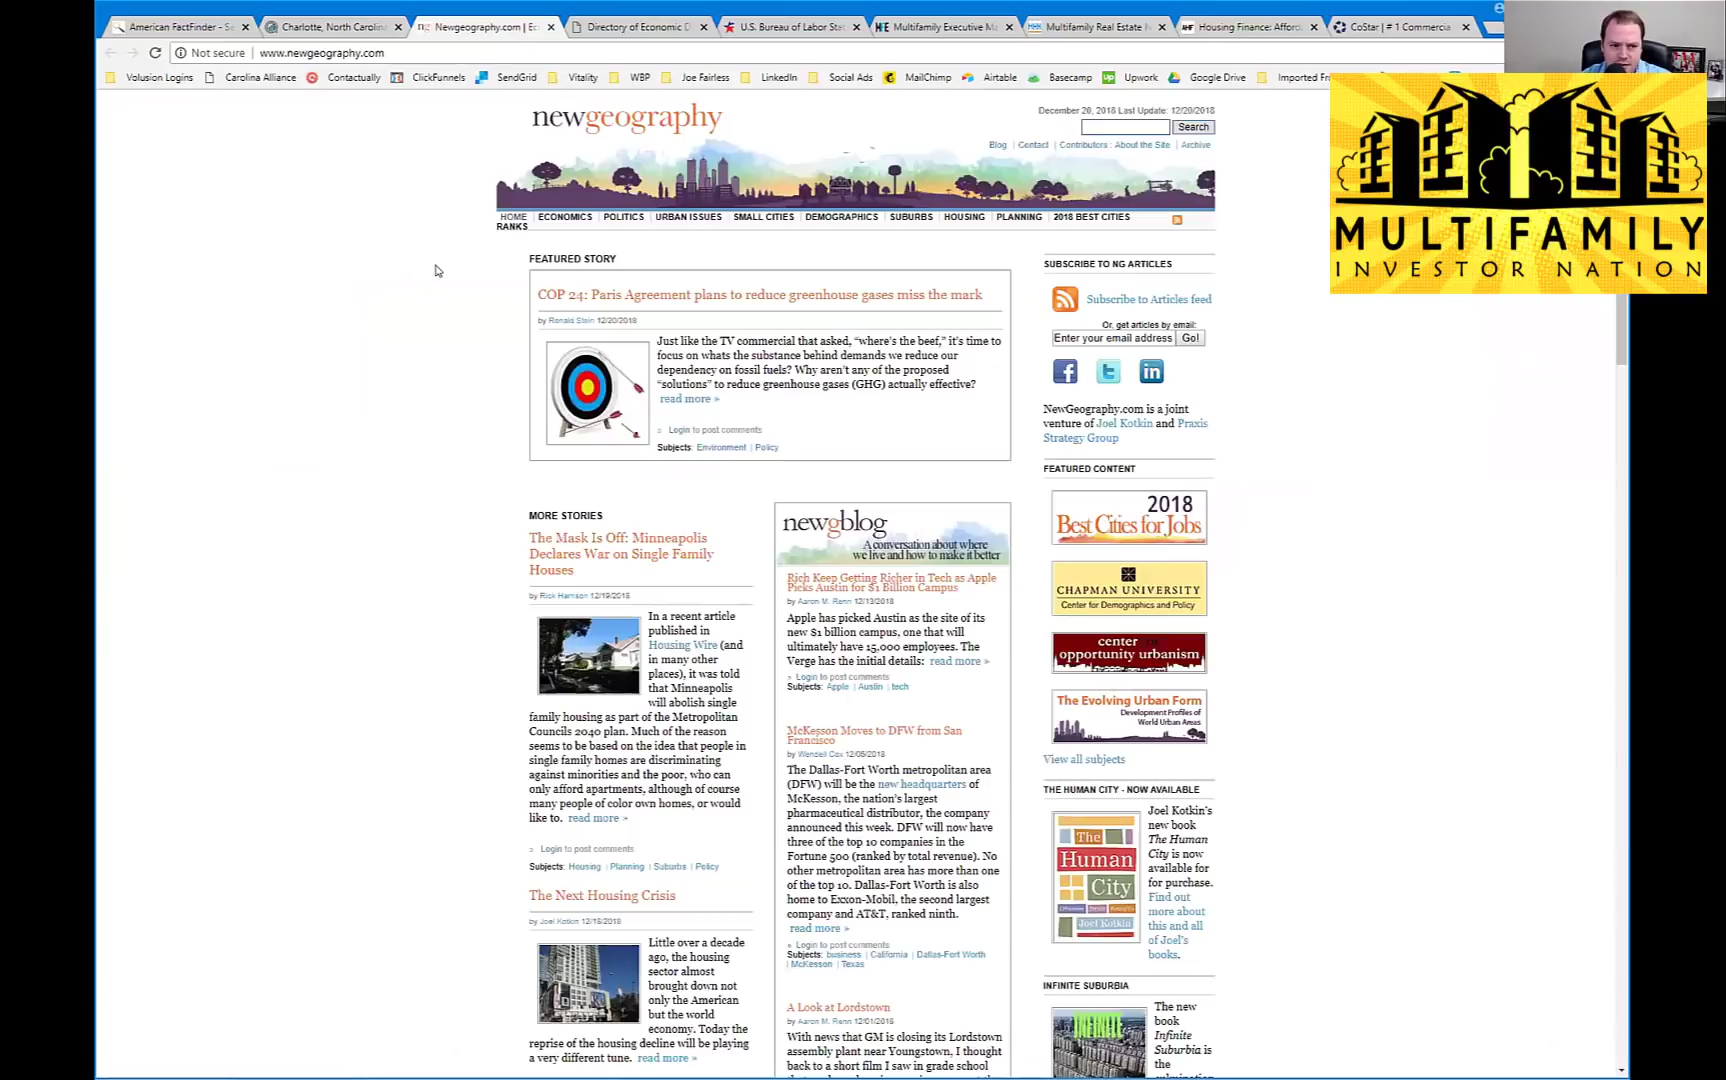 American FactFinder - Se
Charlotte, North Carolina
Newgeography.com | Ec
Directory of Economic D
U.S. Bureau of Labor Stat
Multifamily Executive Ma
Multifamily Real Estate N
Housing Finance: Afford
CoStar | # 1 Commercial
Not secure | www.newgeography.com
Volusion Logins
Carolina Alliance
Contactually
ClickFunnels
SendGrid
Vitality
WBP
Joe Fairless
LinkedIn
Social Ads
MailChimp
Airtable
Basecamp
Upwork
Google Drive
Imported Fr
MULTIFAMILY
INVESTOR NATION
newgeography
December 20, 2018 Last Update: 12/20/2018
Search
Blog | Contact | Contributors : About the Site | Archive
HOME ECONOMICS POLITICS URBAN ISSUES SMALL CITIES DEMOGRAPHICS SUBURBS HOUSING PLANNING 2018 BEST CITIES
RANKS
FEATURED STORY
COP 24: Paris Agreement plans to reduce greenhouse gases miss the mark
by Ronald Stein 12/20/2018
Just like the TV commercial that asked, “where's the beef,” it's time to
focus on whats the substance behind demands we reduce our
dependency on fossil fuels? Why aren't any of the proposed
“solutions” to reduce greenhouse gases (GHG) actually effective?
read more »
» Login to post comments
Subjects: Environment | Policy
MORE STORIES
The Mask Is Off: Minneapolis
Declares War on Single Family
Houses
by Rick Harrison 12/19/2018
In a recent article
published in
Housing Wire (and
in many other
places), it was told
that Minneapolis
will abolish single
family housing as part of the Metropolitan
Councils 2040 plan. Much of the reason
seems to be based on the idea that people in
single family homes are discriminating
against minorities and the poor, who can
only afford apartments, although of course
many people of color own homes, or would
like to. read more »
» Login to post comments
Subjects: Housing | Planning | Suburbs | Policy
The Next Housing Crisis
by Joel Kotkin 12/18/2018
Little over a decade
ago, the housing
sector almost
brought down not
only the American
but the world
economy. Today the
reprise of the housing decline will be playing
a very different tune. read more »
newgblog
A conversation about where
we live and how to make it better
Rich Keep Getting Richer in Tech as Apple
Picks Austin for $1 Billion Campus
by Aaron M. Renn 12/13/2018
Apple has picked Austin as the site of its
new $1 billion campus, one that will
ultimately have 15,000 employees. The
Verge has the initial details: read more »
» Login to post comments
Subjects: Apple | Austin | tech
McKesson Moves to DFW from San
Francisco
by Wendell Cox 12/05/2018
The Dallas-Fort Worth metropolitan area
(DFW) will be the new headquarters of
McKesson, the nation's largest
pharmaceutical distributor, the company
announced this week. DFW will now have
three of the top 10 companies in the
Fortune 500 (ranked by total revenue). No
other metropolitan area has more than one
of the top 10. Dallas-Fort Worth is also
home to Exxon-Mobil, the second largest
company and AT&T, ranked ninth.
read more »
» Login to post comments
Subjects: business | California | Dallas-Fort Worth
| McKesson | Texas
A Look at Lordstown
by Aaron M. Renn 12/01/2018
With news that GM is closing its Lordstown
assembly plant near Youngstown, I thought
back to a short film I saw in grade school
SUBSCRIBE TO NG ARTICLES
Subscribe to Articles feed
Or, get articles by email:
Enter your email address Go!
NewGeography.com is a joint
venture of Joel Kotkin and Praxis
Strategy Group
FEATURED CONTENT
2018
Best Cities for Jobs
CHAPMAN UNIVERSITY
Center for Demographics and Policy
center
opportunity urbanism
The Evolving Urban Form
Development Profiles of
World Urban Areas
View all subjects
THE HUMAN CITY - NOW AVAILABLE
The
Human
City
Joel Kotkin
Joel Kotkin's
new book
The Human
City is now
available for
for purchase.
Find out
more about
this and all
of Joel's
books.
INFINITE SUBURBIA
INFINITE
The new
book
Infinite
Suburbia is
the